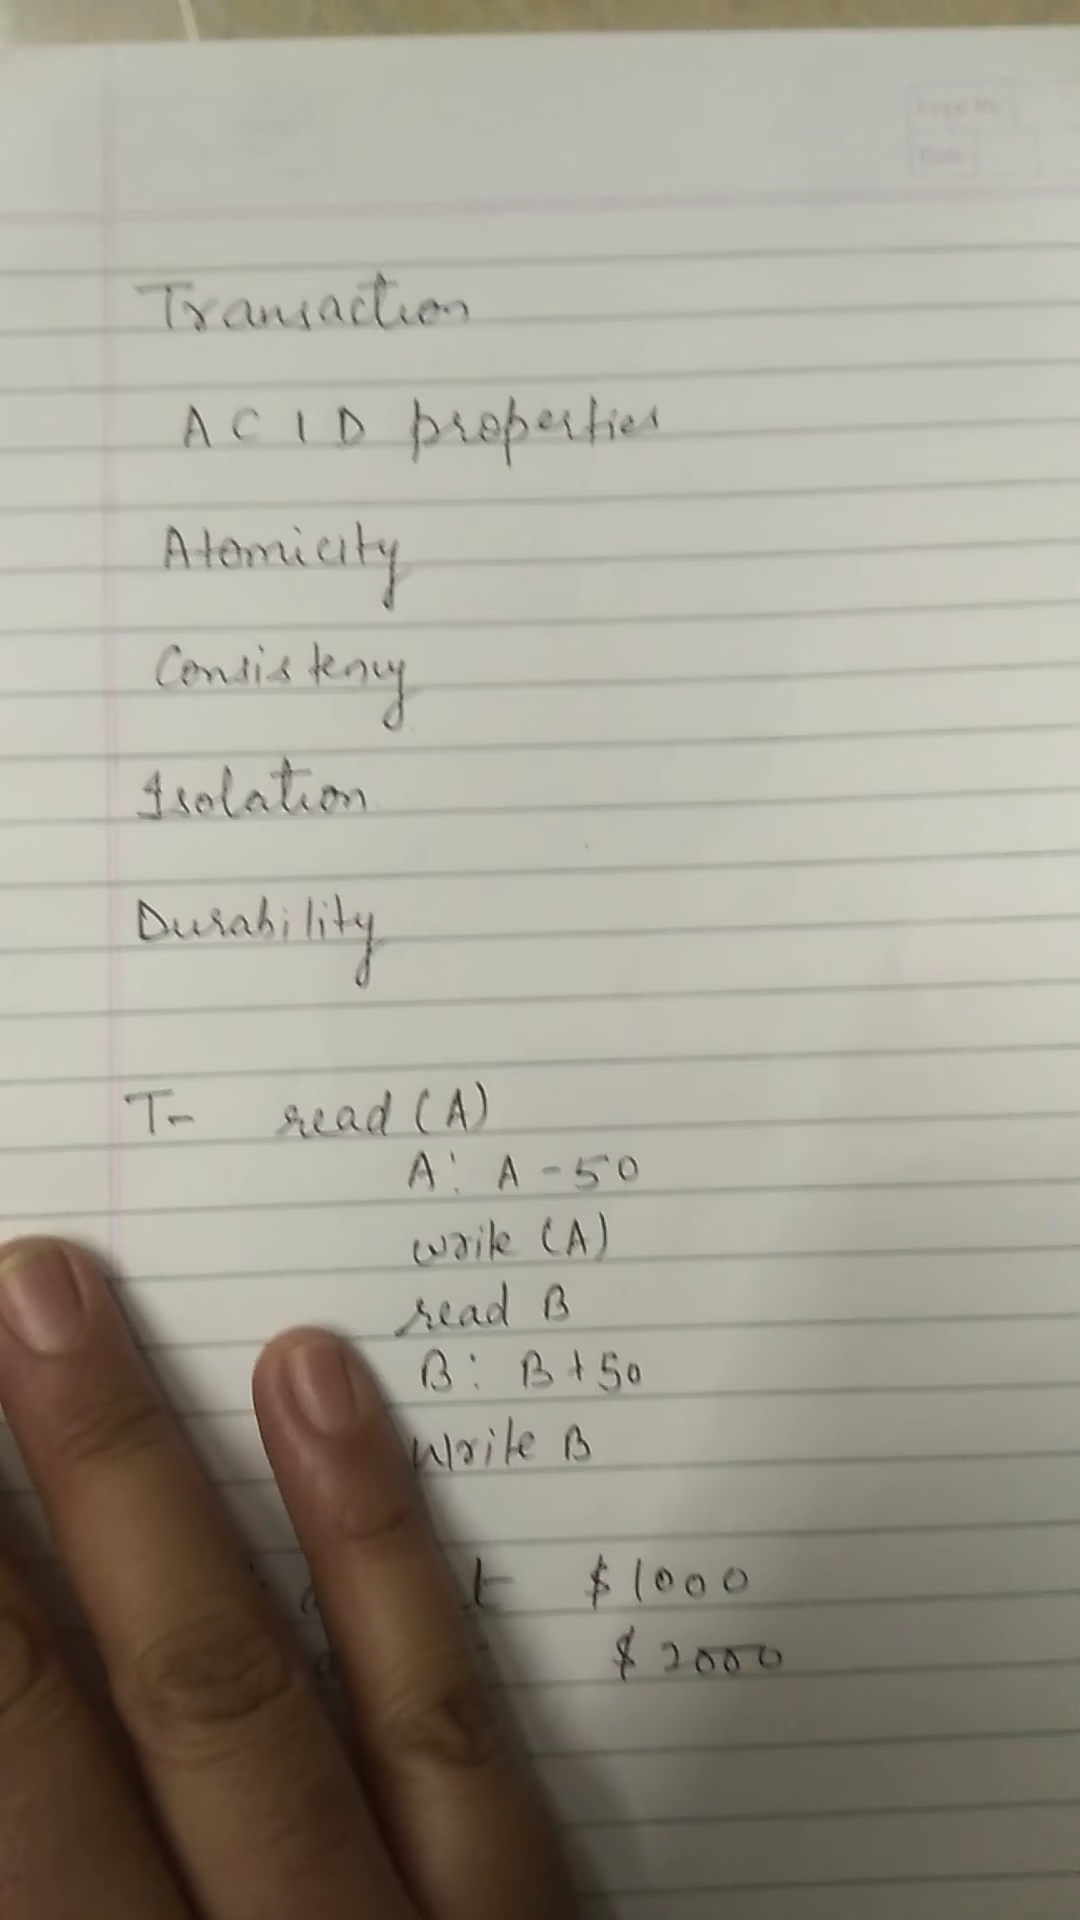 Transaction
ACID properties
Atomicity
Consistency
Isolation
Durability
T- read (A)
A: A - 50
write (A)
read B
B: B + 50
Write B
$1000
$2000